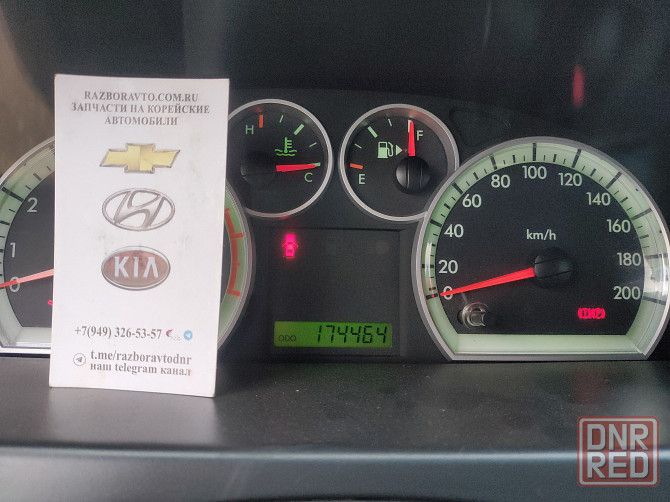 RAZBORAVTO.COM.RU
ЗАПЧАСТИ НА КОРЕЙСКИЕ
АВТОМОБИЛИ
KIA
+7(949) 326-53-57
t.me/razboravtodnr
наш telegram канал
2
1
0
H
C
F
E
ODO
174464
0
20
40
60
80
100
120
140
160
180
200
km/h
DNR
RED